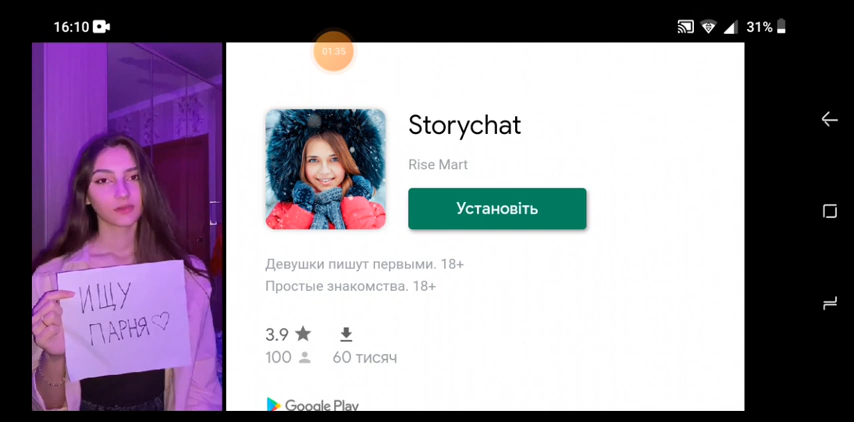 16:10
31%
01:35
ИЩУ
ПАРНЯ♡
Storychat
Rise Mart
Установіть
Девушки пишут первыми. 18+
Простые знакомства. 18+
3.9
100
60 тисяч
Google Play